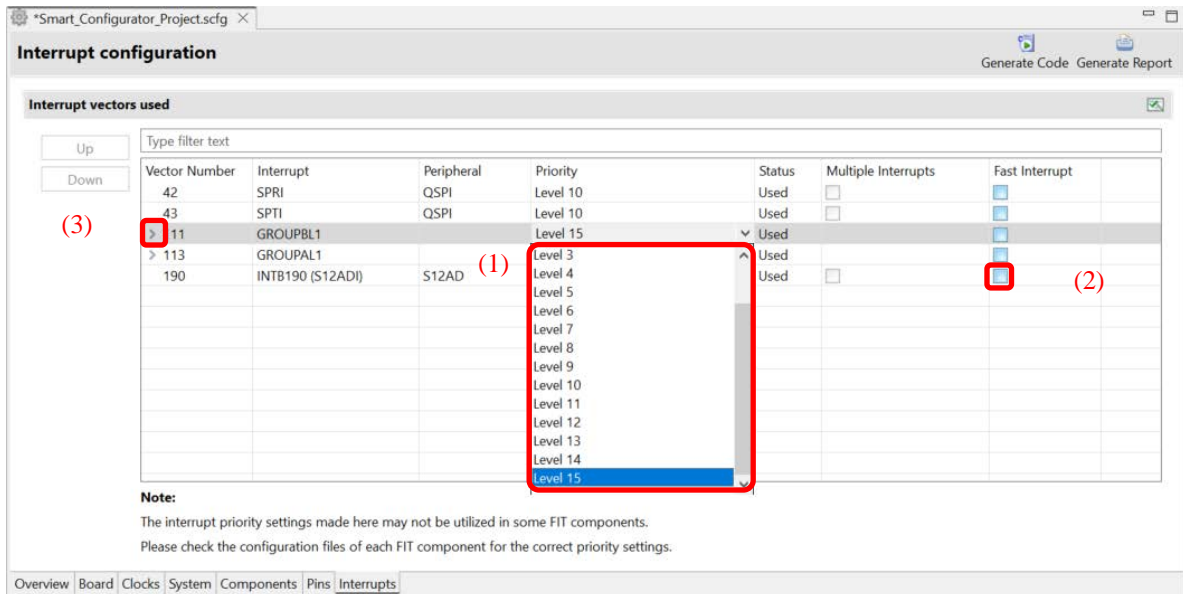 *Smart_Configurator_Project.scfg
Interrupt configuration
Generate Code Generate Report
Interrupt vectors used
Up
Down
Type filter text
Vector Number Interrupt Peripheral Priority Status Multiple Interrupts Fast Interrupt
42 SPRI QSPI Level 10 Used
43 SPTI QSPI Level 10 Used
(3)
> 11 GROUPBL1 Level 15 Used
> 113 GROUPAL1 Level 3 Used
(1)
190 INTB190 (S12ADI) S12AD Level 4 Used
(2)
Level 5
Level 6
Level 7
Level 8
Level 9
Level 10
Level 11
Level 12
Level 13
Level 14
Level 15
Note:
The interrupt priority settings made here may not be utilized in some FIT components.
Please check the configuration files of each FIT component for the correct priority settings.
Overview Board Clocks System Components Pins Interrupts